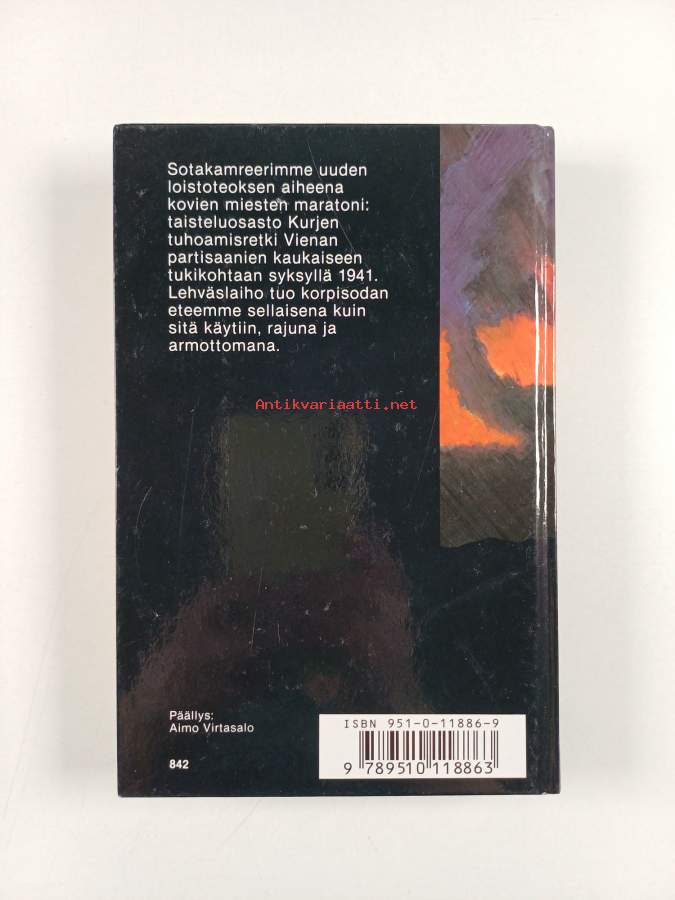 Sotakamreerimme uuden
loistoteoksen aiheena
kovien miesten maratoni:
taisteluosasto Kurjen
tuhoamisretki Vienan
partisaanien kaukaiseen
tukikohtaan syksyllä 1941.
Lehväslaiho tuo korpisodan
eteemme sellaisena kuin
sitä käytiin, rajuna ja
armottomana.
Antikvariaatti.net
Päällys:
Aimo Virtasalo
842
ISBN 951-0-11886-9
9 789510 118863